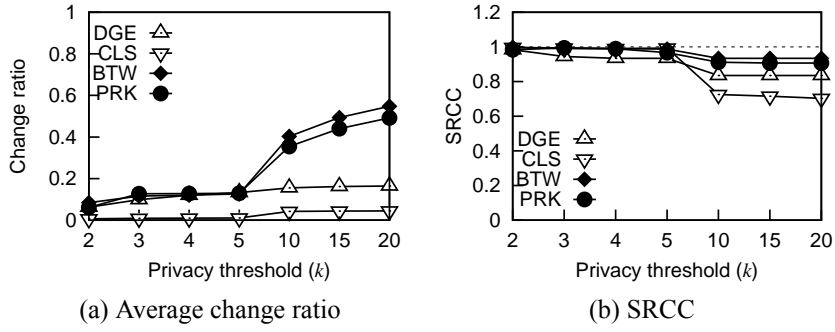 1
0.8
0.6
0.4
0.2
0
Change ratio
DGE
CLS
BTW
PRK
2 3 4 5 10 15 20
Privacy threshold (k)
(a) Average change ratio
1.2
1
0.8
0.6
0.4
0.2
0
SRCC
DGE
CLS
BTW
PRK
2 3 4 5 10 15 20
Privacy threshold (k)
(b) SRCC